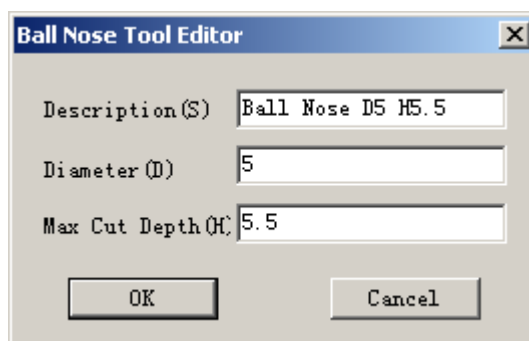 Ball Nose Tool Editor
Description(S) Ball Nose D5 H5.5
Diameter(D) 5
Max Cut Depth(H) 5.5
OK Cancel